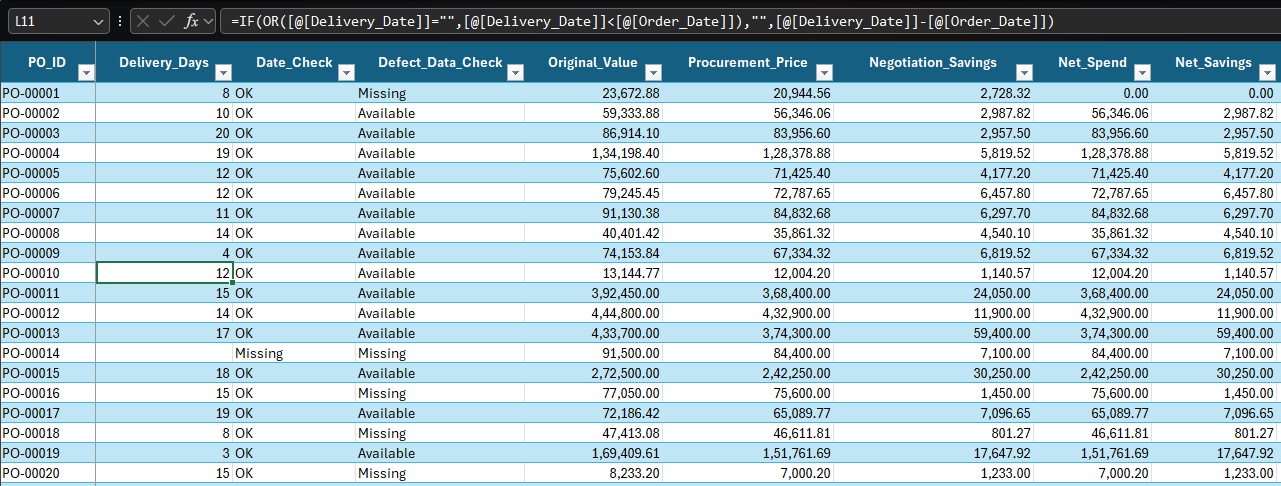 L11 fx =IF(OR([@[Delivery_Date]]="",[@[Delivery_Date]]<[@[Order_Date]]),"",[@[Delivery_Date]]-[@[Order_Date]])
PO_ID Delivery_Days Date_Check Defect_Data_Check Original_Value Procurement_Price Negotiation_Savings Net_Spend Net_Savings
PO-00001 8 OK Missing 23,672.88 20,944.56 2,728.32 0.00 0.00
PO-00002 10 OK Available 59,333.88 56,346.06 2,987.82 56,346.06 2,987.82
PO-00003 20 OK Available 86,914.10 83,956.60 2,957.50 83,956.60 2,957.50
PO-00004 19 OK Available 1,34,198.40 1,28,378.88 5,819.52 1,28,378.88 5,819.52
PO-00005 12 OK Available 75,602.60 71,425.40 4,177.20 71,425.40 4,177.20
PO-00006 12 OK Available 79,245.45 72,787.65 6,457.80 72,787.65 6,457.80
PO-00007 11 OK Available 91,130.38 84,832.68 6,297.70 84,832.68 6,297.70
PO-00008 14 OK Available 40,401.42 35,861.32 4,540.10 35,861.32 4,540.10
PO-00009 4 OK Available 74,153.84 67,334.32 6,819.52 67,334.32 6,819.52
PO-00010 12 OK Available 13,144.77 12,004.20 1,140.57 12,004.20 1,140.57
PO-00011 15 OK Available 3,92,450.00 3,68,400.00 24,050.00 3,68,400.00 24,050.00
PO-00012 14 OK Available 4,44,800.00 4,32,900.00 11,900.00 4,32,900.00 11,900.00
PO-00013 17 OK Available 4,33,700.00 3,74,300.00 59,400.00 3,74,300.00 59,400.00
PO-00014 Missing Missing 91,500.00 84,400.00 7,100.00 84,400.00 7,100.00
PO-00015 18 OK Available 2,72,500.00 2,42,250.00 30,250.00 2,42,250.00 30,250.00
PO-00016 15 OK Missing 77,050.00 75,600.00 1,450.00 75,600.00 1,450.00
PO-00017 19 OK Available 72,186.42 65,089.77 7,096.65 65,089.77 7,096.65
PO-00018 8 OK Missing 47,413.08 46,611.81 801.27 46,611.81 801.27
PO-00019 3 OK Available 1,69,409.61 1,51,761.69 17,647.92 1,51,761.69 17,647.92
PO-00020 15 OK Missing 8,233.20 7,000.20 1,233.00 7,000.20 1,233.00